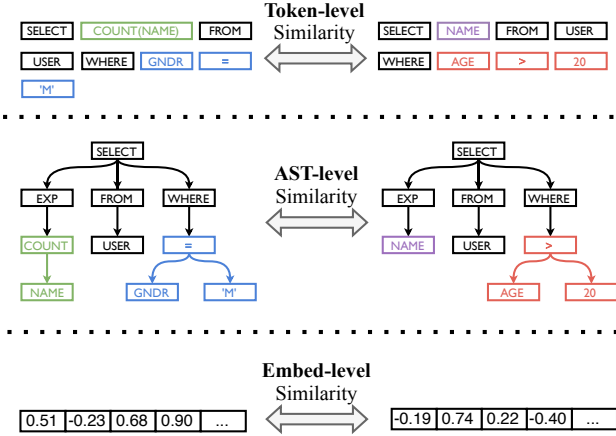 Token-level
Similarity
SELECT COUNT(NAME) FROM
USER WHERE GNDR =
'M'
SELECT NAME FROM USER
WHERE AGE > 20
AST-level
Similarity
SELECT
EXP FROM WHERE
COUNT USER =
NAME GNDR 'M'
SELECT
EXP FROM WHERE
NAME USER >
AGE 20
Embed-level
Similarity
0.51 -0.23 0.68 0.90 ...
-0.19 0.74 0.22 -0.40 ...